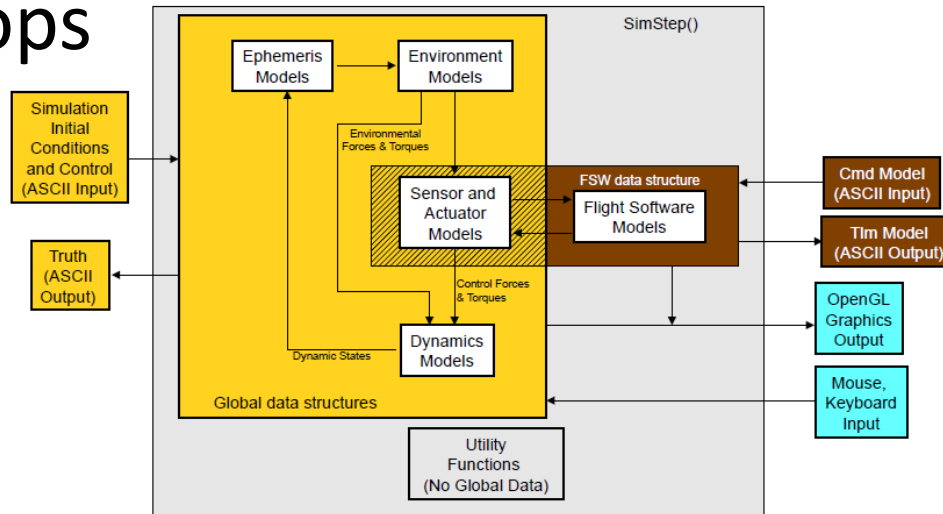 ops
SimStep()
Ephemeris
Models
Environment
Models
Simulation
Initial
Conditions
and Control
(ASCII Input)
Environmental
Forces & Torques
FSW data structure
Cmd Model
(ASCII Input)
Sensor and
Actuator
Models
Flight Software
Models
Tlm Model
(ASCII Output)
Truth
(ASCII
Output)
Control Forces
& Torques
OpenGL
Graphics
Output
Dynamics
Models
Dynamic States
Mouse,
Keyboard
Input
Global data structures
Utility
Functions
(No Global Data)